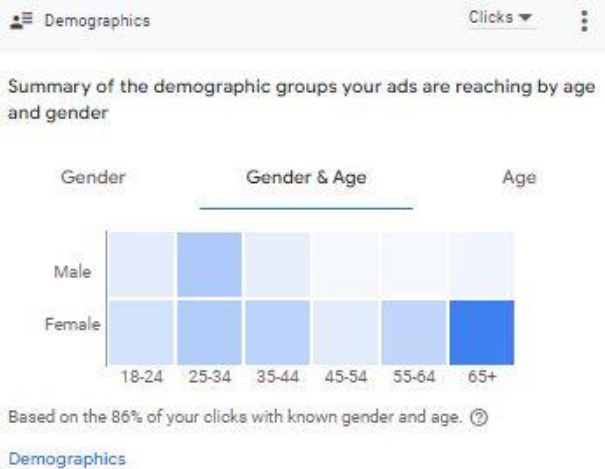 Demographics Clicks
Summary of the demographic groups your ads are reaching by age
and gender
Gender Gender & Age Age
Male
Female
18-24 25-34 35-44 45-54 55-64 65+
Based on the 86% of your clicks with known gender and age. ?
Demographics